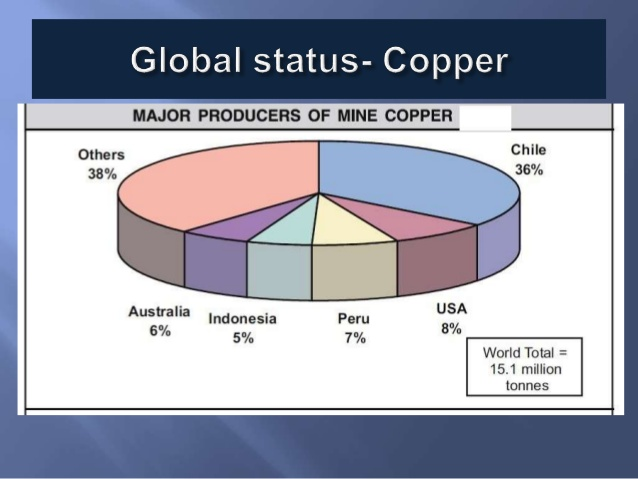 Global status- Copper
MAJOR PRODUCERS OF MINE COPPER
Others
38%
Chile
36%
Australia
6%
Indonesia
5%
Peru
7%
USA
8%
World Total =
15.1 million
tonnes